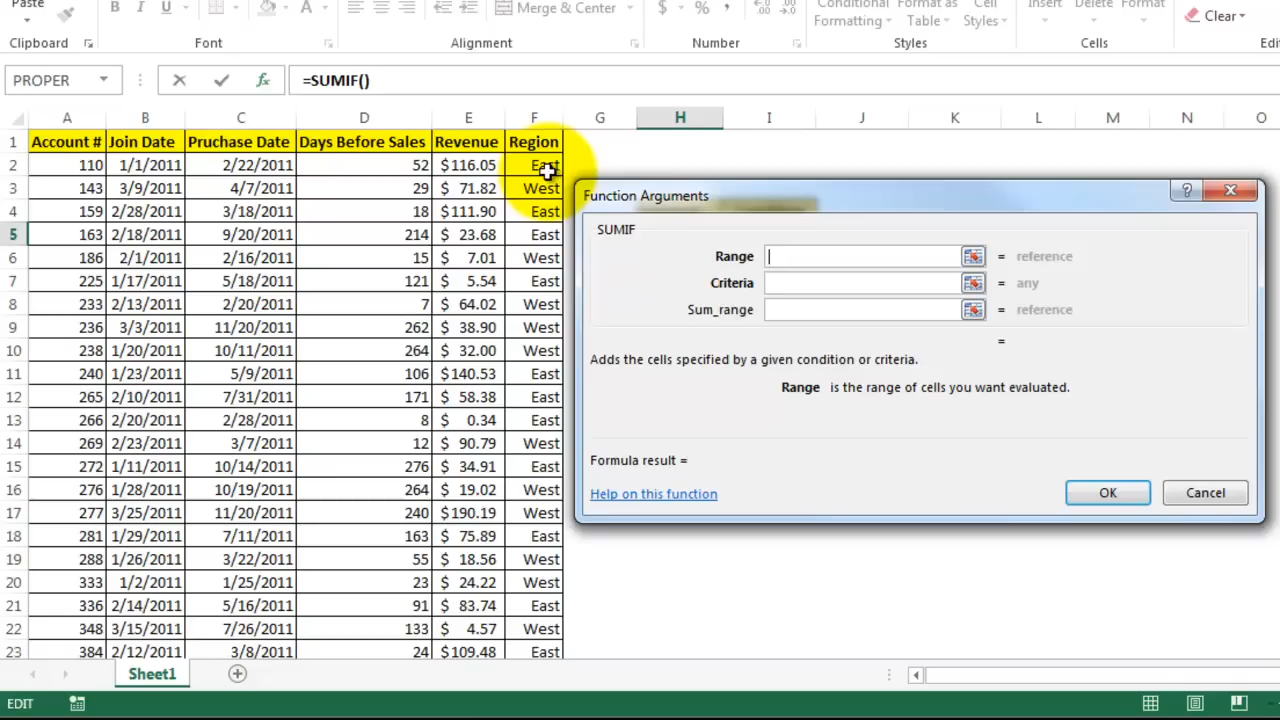 Paste B I U A Merge & Center $ % , Conditional Format as Cell Insert Delete Format Clear
Formatting Table Styles
Clipboard Font Alignment Number Styles Cells
PROPER fx =SUMIF()
A B C D E F G H I J K L M N O
1 Account # Join Date Pruchase Date Days Before Sales Revenue Region
2 110 1/1/2011 2/22/2011 52 $116.05 East
3 143 3/9/2011 4/7/2011 29 $ 71.82 West
4 159 2/28/2011 3/18/2011 18 $111.90 East
5 163 2/18/2011 9/20/2011 214 $ 23.68 East
6 186 2/1/2011 2/16/2011 15 $ 7.01 West
7 225 1/17/2011 5/18/2011 121 $ 5.54 East
8 233 2/13/2011 2/20/2011 7 $ 64.02 West
9 236 3/3/2011 11/20/2011 262 $ 38.90 West
10 238 1/20/2011 10/11/2011 264 $ 32.00 West
11 240 1/23/2011 5/9/2011 106 $140.53 East
12 265 2/10/2011 7/31/2011 171 $ 58.38 East
13 266 2/20/2011 2/28/2011 8 $ 0.34 East
14 269 2/23/2011 3/7/2011 12 $ 90.79 West
15 272 1/11/2011 10/14/2011 276 $ 34.91 East
16 276 1/28/2011 10/19/2011 264 $ 19.02 West
17 277 3/25/2011 11/20/2011 240 $190.19 West
18 281 1/29/2011 7/11/2011 163 $ 75.89 East
19 288 1/26/2011 3/22/2011 55 $ 18.56 West
20 333 1/2/2011 1/25/2011 23 $ 24.22 West
21 336 2/14/2011 5/16/2011 91 $ 83.74 East
22 348 3/15/2011 7/26/2011 133 $ 4.57 West
23 384 2/12/2011 3/8/2011 24 $109.48 East
Function Arguments ?
SUMIF
Range = reference
Criteria = any
Sum_range = reference
=
Adds the cells specified by a given condition or criteria.
Range is the range of cells you want evaluated.
Formula result =
Help on this function OK Cancel
Sheet1
EDIT